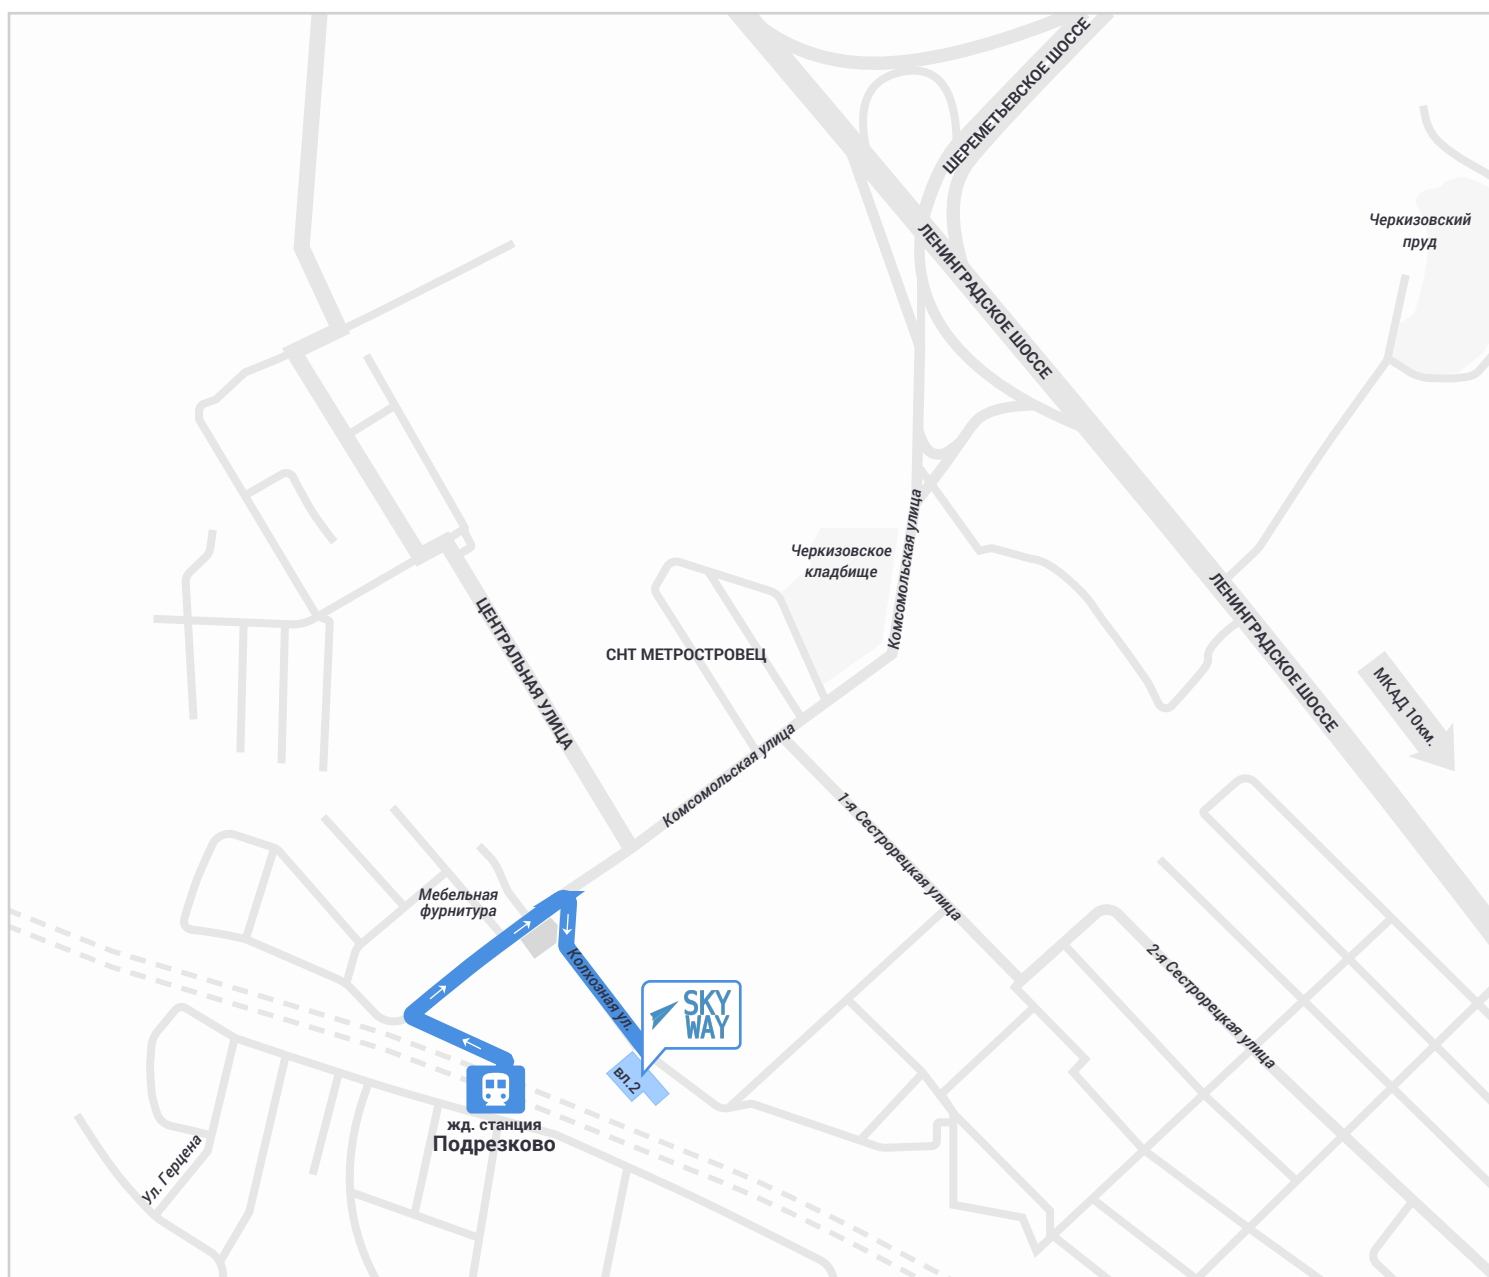 ШЕРЕМЕТЬЕВСКОЕ ШОССЕ
Черкизовский
пруд
ЛЕНИНГРАДСКОЕ ШОССЕ
Комсомольская улица
Черкизовское
кладбище
ЛЕНИНГРАДСКОЕ ШОССЕ
ЦЕНТРАЛЬНАЯ УЛИЦА
СНТ МЕТРОСТРОВЕЦ
МКАД 10км.
Комсомольская улица
1-я Сестрорецкая улица
Мебельная
фурнитура
2-я Сестрорецкая улица
Колхозная ул.
SKY
WAY
вл.2
жд. станция
Подрезково
Ул. Герцена